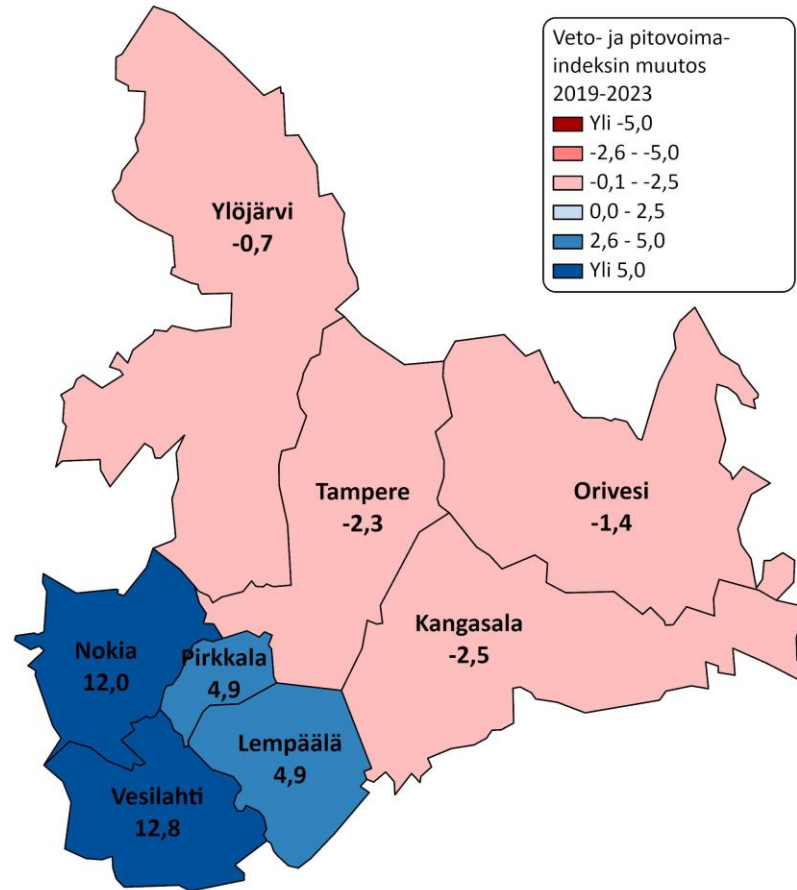 Veto- ja pitovoima-
indeksin muutos
2019-2023
Yli -5,0
-2,6 - -5,0
-0,1 - -2,5
0,0 - 2,5
2,6 - 5,0
Yli 5,0
Ylöjärvi
-0,7
Tampere
-2,3
Orivesi
-1,4
Kangasala
-2,5
Nokia
12,0
Pirkkala
4,9
Lempäälä
4,9
Vesilahti
12,8